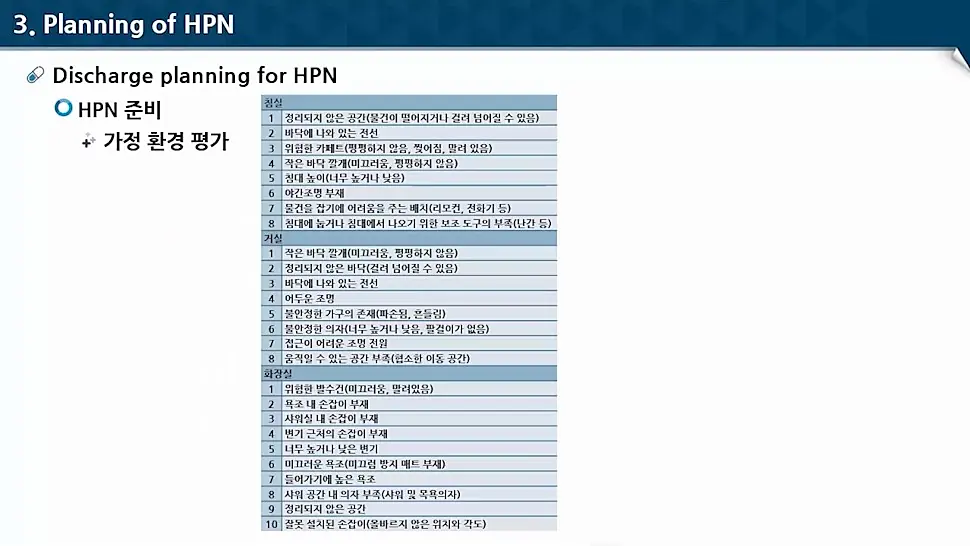 3. Planning of HPN
Discharge planning for HPN
HPN 준비
가정 환경 평가
침실
1 정리되지 않은 공간(물건이 떨어지거나 걸려 넘어질 수 있음)
2 바닥에 나와 있는 전선
3 위험한 카페트(평평하지 않음, 찢어짐, 말려 있음)
4 작은 바닥 깔개(미끄러움, 평평하지 않음)
5 침대 높이(너무 높거나 낮음)
6 야간조명 부재
7 물건을 잡기에 어려움을 주는 배치(리모컨, 전화기 등)
8 침대에 눕거나 침대에서 나오기 위한 보조 도구의 부족(난간 등)
거실
1 작은 바닥 깔개(미끄러움, 평평하지 않음)
2 정리되지 않은 바닥(걸려 넘어질 수 있음)
3 바닥에 나와 있는 전선
4 어두운 조명
5 불안정한 가구의 존재(파손됨, 흔들림)
6 불안정한 의자(너무 높거나 낮음, 팔걸이가 없음)
7 접근이 어려운 조명 전원
8 움직일 수 있는 공간 부족(협소한 이동 공간)
화장실
1 위험한 발수건(미끄러움, 말려있음)
2 욕조 내 손잡이 부재
3 샤워실 내 손잡이 부재
4 변기 근처의 손잡이 부재
5 너무 높거나 낮은 변기
6 미끄러운 욕조(미끄럼 방지 매트 부재)
7 들어가기에 높은 욕조
8 샤워 공간 내 의자 부족(샤워 및 목욕의자)
9 정리되지 않은 공간
10 잘못 설치된 손잡이(올바르지 않은 위치와 각도)